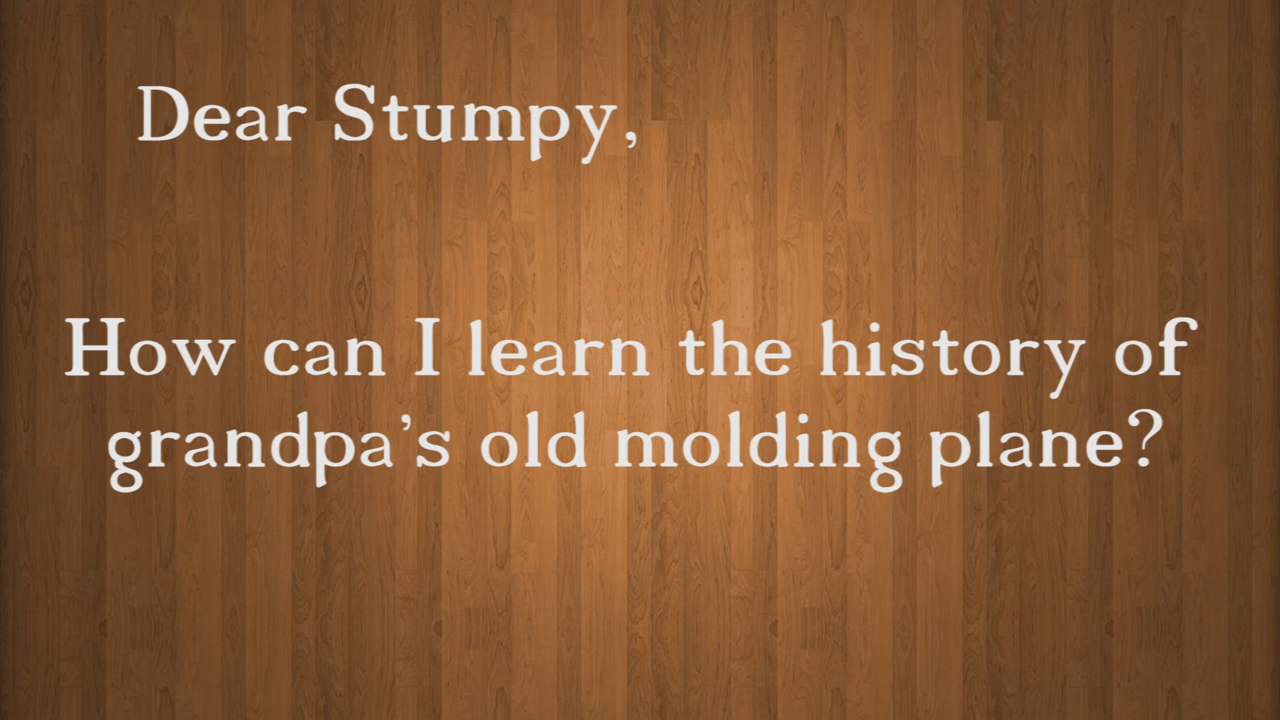 Dear Stumpy,
How can I learn the history of
grandpa's old molding plane?